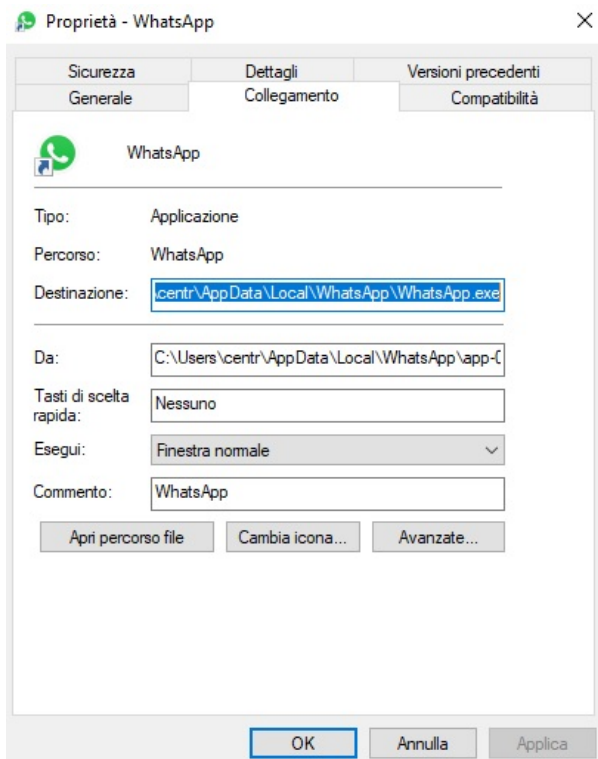 Proprietà - WhatsApp
Sicurezza Dettagli Versioni precedenti
Generale Collegamento Compatibilità
WhatsApp
Tipo: Applicazione
Percorso: WhatsApp
Destinazione: \centr\AppData\Local\WhatsApp\WhatsApp.exe
Da: C:\Users\centr\AppData\Local\WhatsApp\app-0
Tasti di scelta
rapida: Nessuno
Esegui: Finestra normale
Commento: WhatsApp
Apri percorso file Cambia icona... Avanzate...
OK Annulla Applica